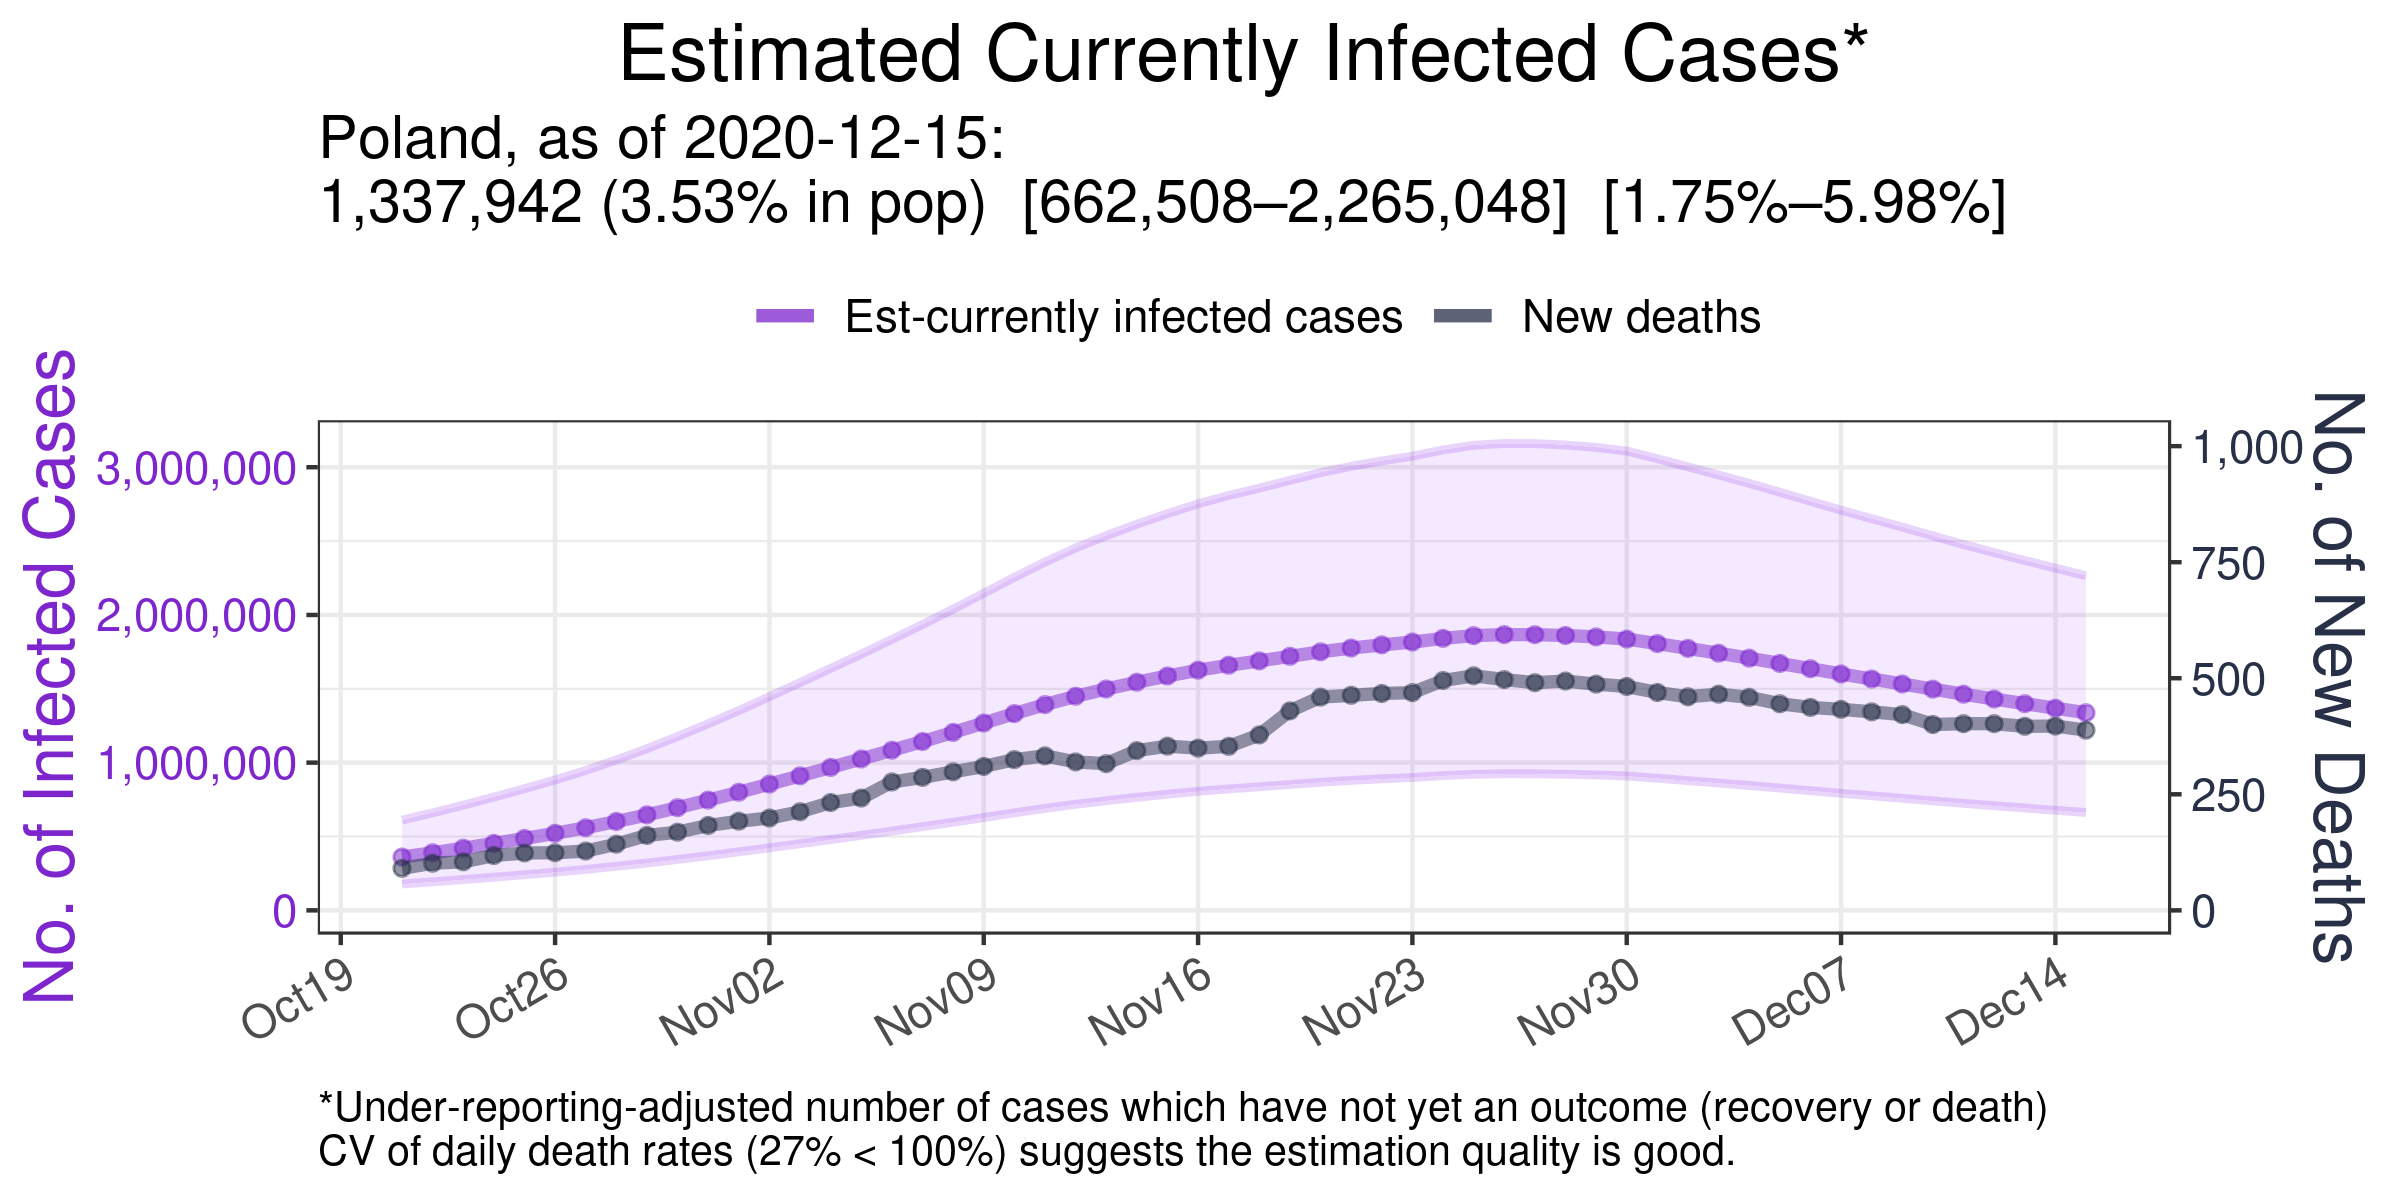 Estimated Currently Infected Cases*
Poland, as of 2020-12-15:
1,337,942 (3.53% in pop) [662,508–2,265,048] [1.75%–5.98%]
Est-currently infected cases New deaths
No. of Infected Cases
3,000,000
2,000,000
1,000,000
0
1,000
750
500
250
0
No. of New Deaths
Oct19 Oct26 Nov02 Nov09 Nov16 Nov23 Nov30 Dec07 Dec14
*Under-reporting-adjusted number of cases which have not yet an outcome (recovery or death)
CV of daily death rates (27% < 100%) suggests the estimation quality is good.